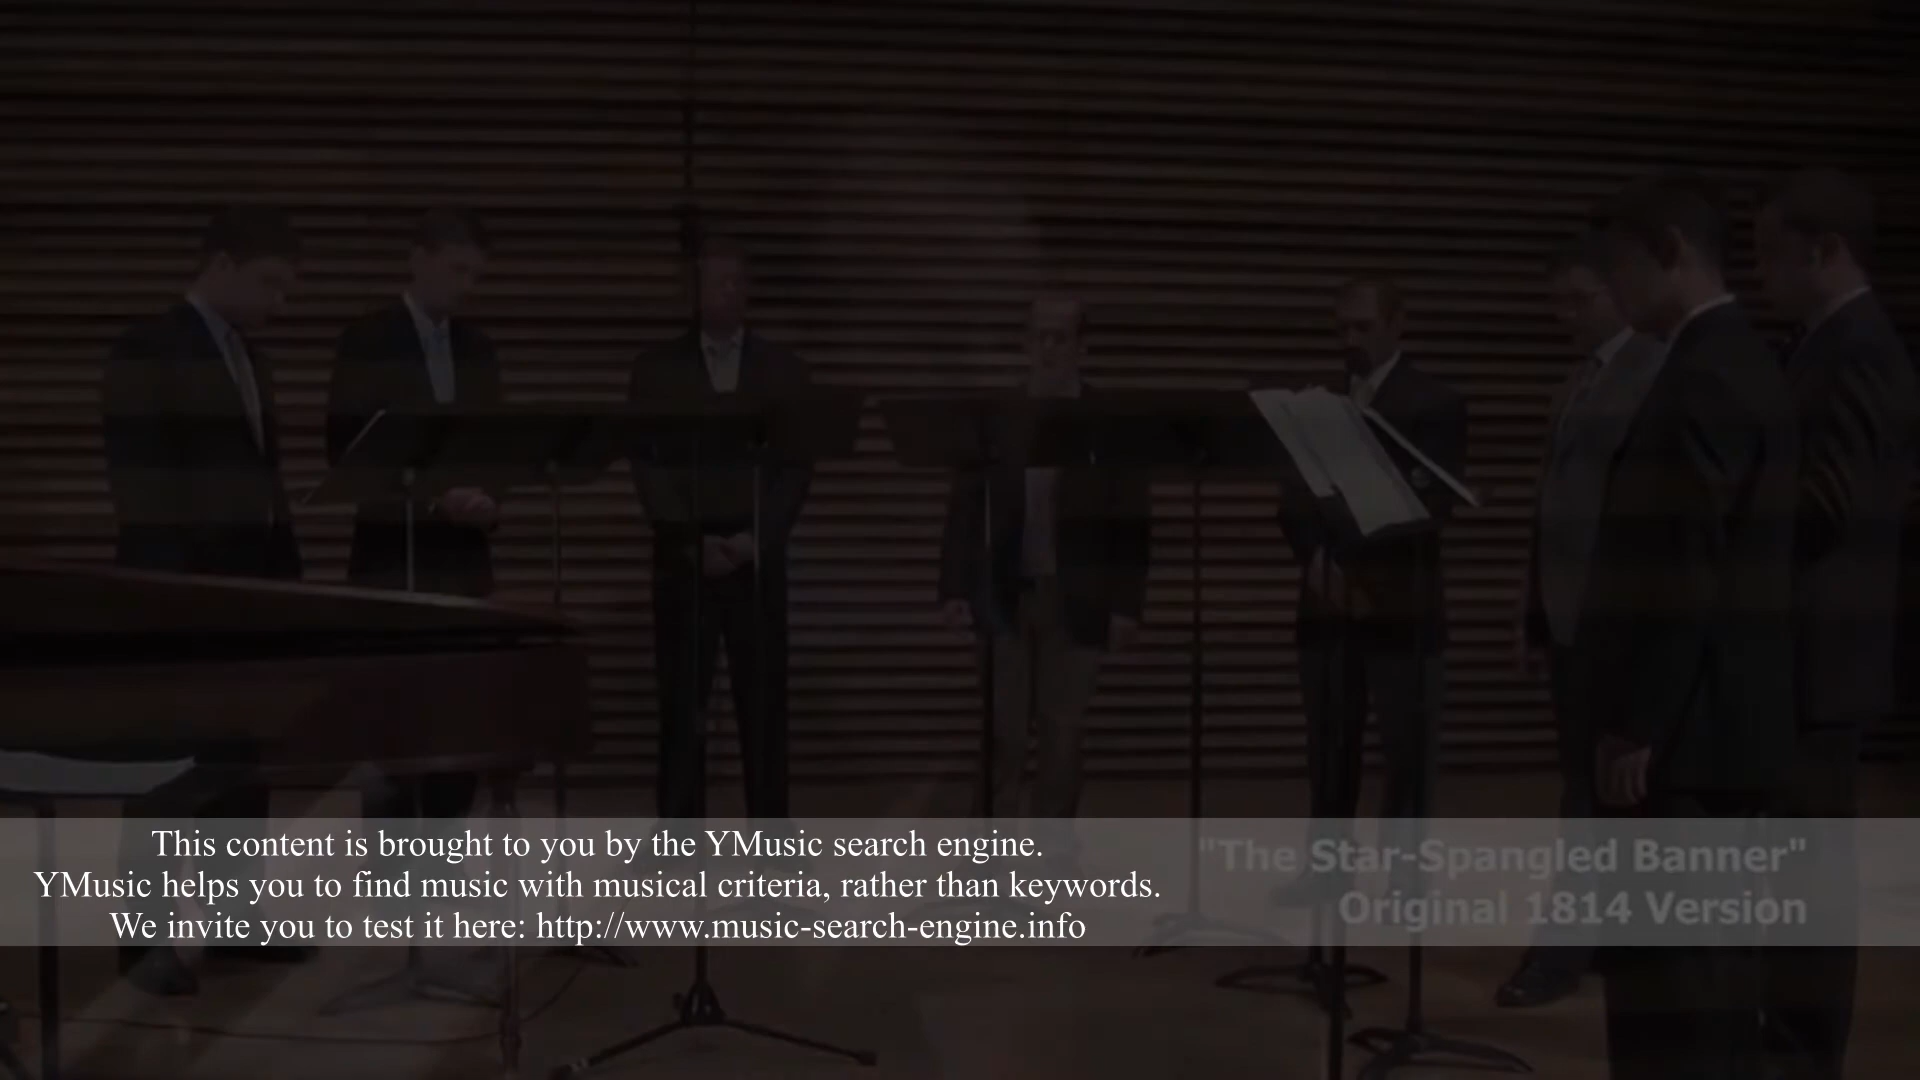 This content is brought to you by the YMusic search engine.
YMusic helps you to find music with musical criteria, rather than keywords.
We invite you to test it here: http://www.music-search-engine.info
"The Star-Spangled Banner"
Original 1814 Version